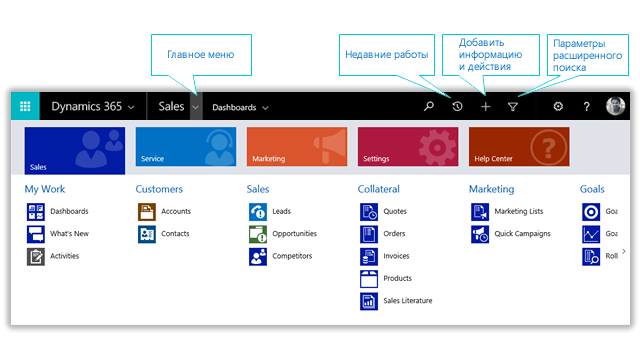 Главное меню
Недавние работы
Добавить
информацию
и действия
Параметры
расширенного
поиска
Dynamics 365
Sales
Dashboards
?
Sales
Service
Marketing
Settings
Help Center
?
My Work
Customers
Sales
Collateral
Marketing
Goals
Dashboards
Accounts
Leads
Quotes
Marketing Lists
Goa
What's New
Contacts
Opportunities
Orders
Quick Campaigns
Goa
Activities
Competitors
Invoices
Roll
Products
Sales Literature